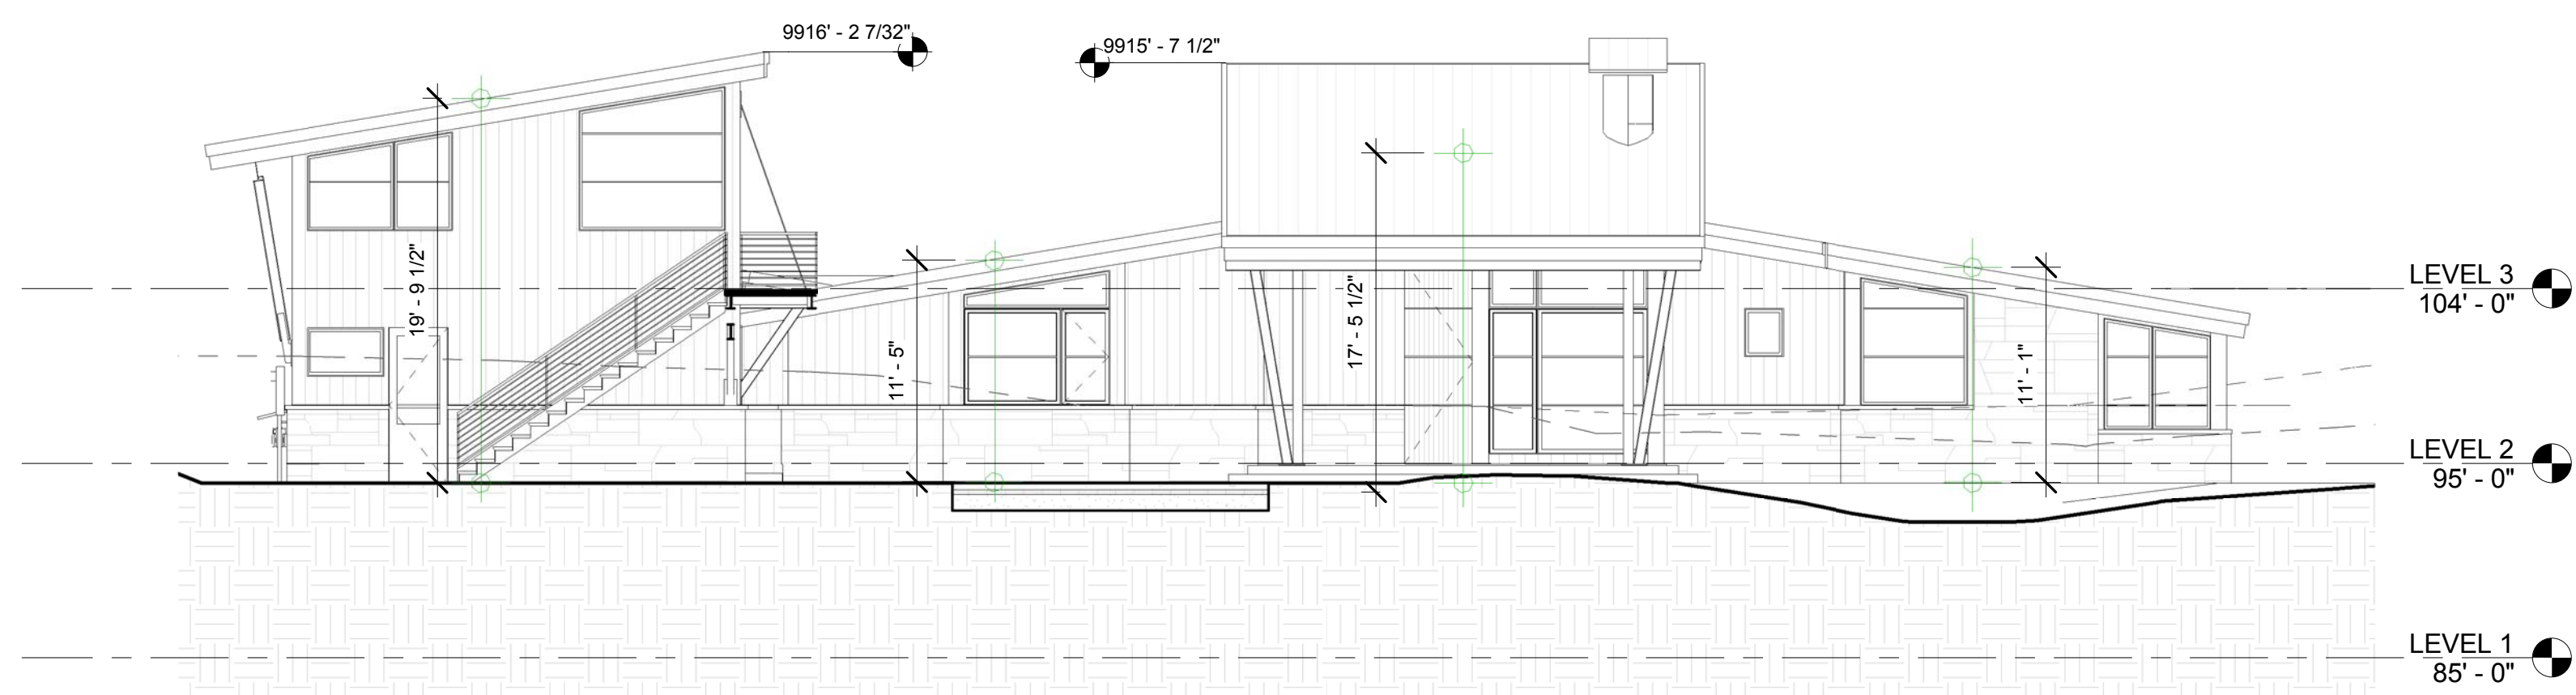 9916' - 2 7/32"
9915' - 7 1/2"
19' - 9 1/2"
11' - 5"
17' - 5 1/2"
11' - 1"
LEVEL 3
104' - 0"
LEVEL 2
95' - 0"
LEVEL 1
85' - 0"